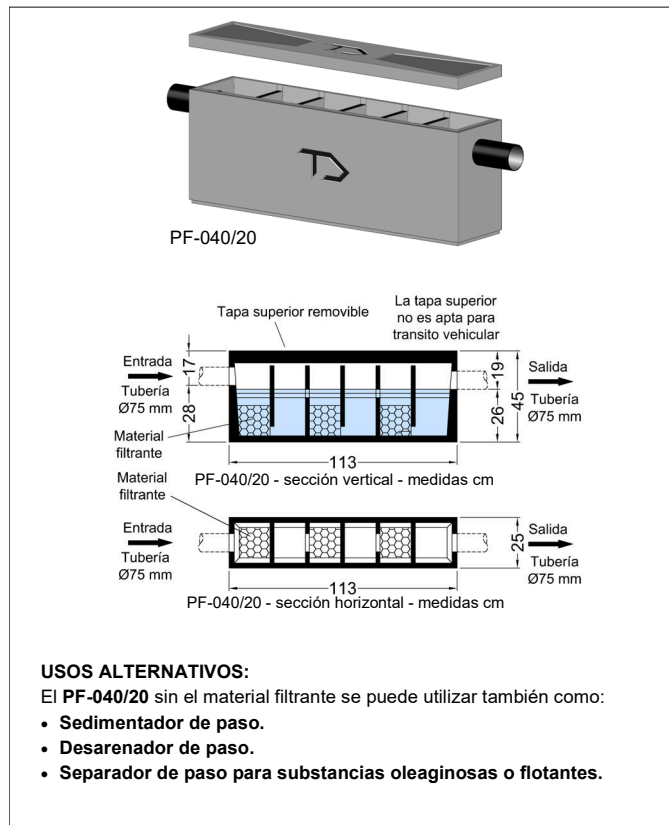 PF-040/20
Tapa superior removible
La tapa superior
no es apta para
transito vehicular
Entrada
Tubería
Ø75 mm
17
28
19
26
45
Salida
Tubería
Ø75 mm
Material
filtrante
113
PF-040/20 - sección vertical - medidas cm
Material
filtrante
Entrada
Tubería
Ø75 mm
25
Salida
Tubería
Ø75 mm
113
PF-040/20 - sección horizontal - medidas cm
USOS ALTERNATIVOS:
El PF-040/20 sin el material filtrante se puede utilizar también como:
• Sedimentador de paso.
• Desarenador de paso.
• Separador de paso para substancias oleaginosas o flotantes.